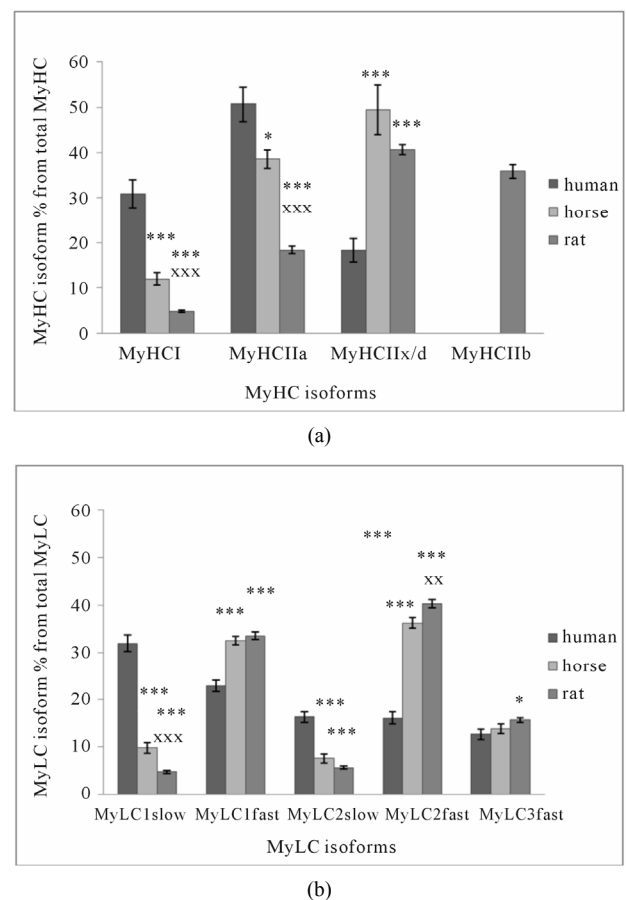 MyHC isoform % from total MyHC
60
50
40
30
20
10
0
***
***
xxx
*
***
xxx
***
***
human
horse
rat
MyHCI MyHCIIa MyHCIIx/d MyHCIIb
MyHC isoforms
(a)
MyLC isoform % from total MyLC
60
50
40
30
20
10
0
***
***
xxx
***
***
***
***
***
***
***
xx
*
human
horse
rat
MyLC1slow MyLC1fast MyLC2slow MyLC2fast MyLC3fast
MyLC isoforms
(b)